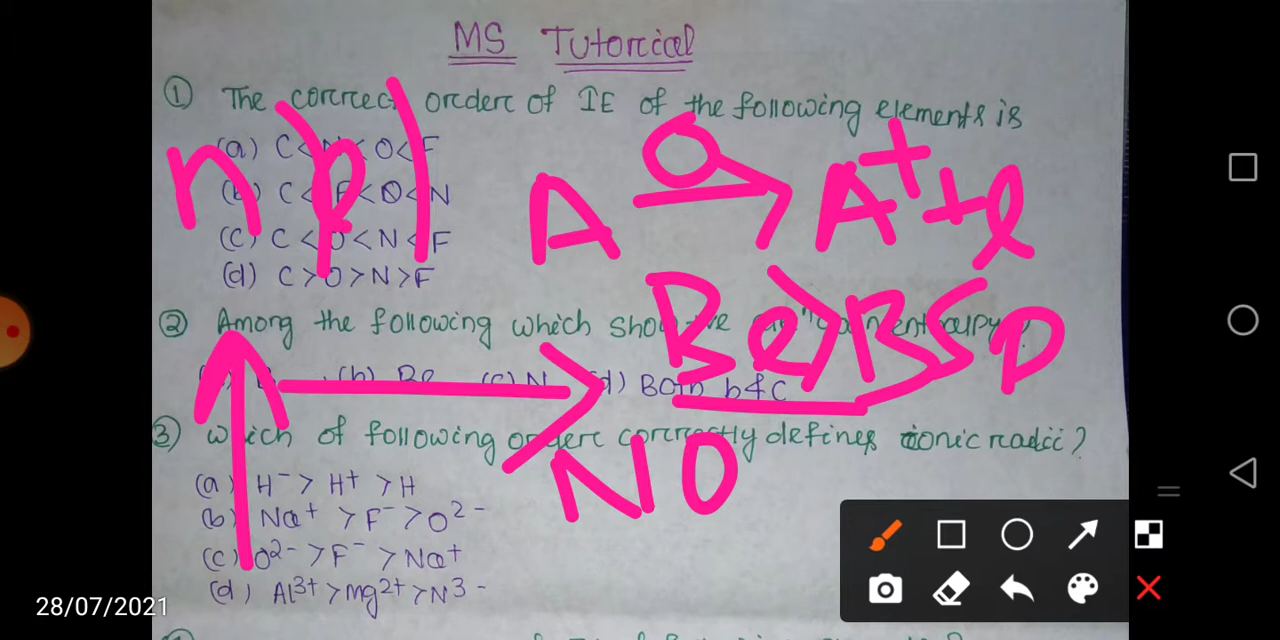 MS Tutorial
① The correct order of IE of the following elements is
(a) C < N < O < F
(b) C < F < O < N
(c) C < O < N < F
(d) C > O > N > F
n p
A → A⁺ + e
② Among the following which enthalpy?
Be > B S P
(b) Be (c) N (d) Both b & C
③ Which of following order correctly defines ionic radii?
N O
(a) H⁻ > H⁺ > H
(b) Na⁺ > F⁻ > O²⁻
(c) O²⁻ > F⁻ > Na⁺
(d) Al³⁺ > mg²⁺ > N³⁻
28/07/2021